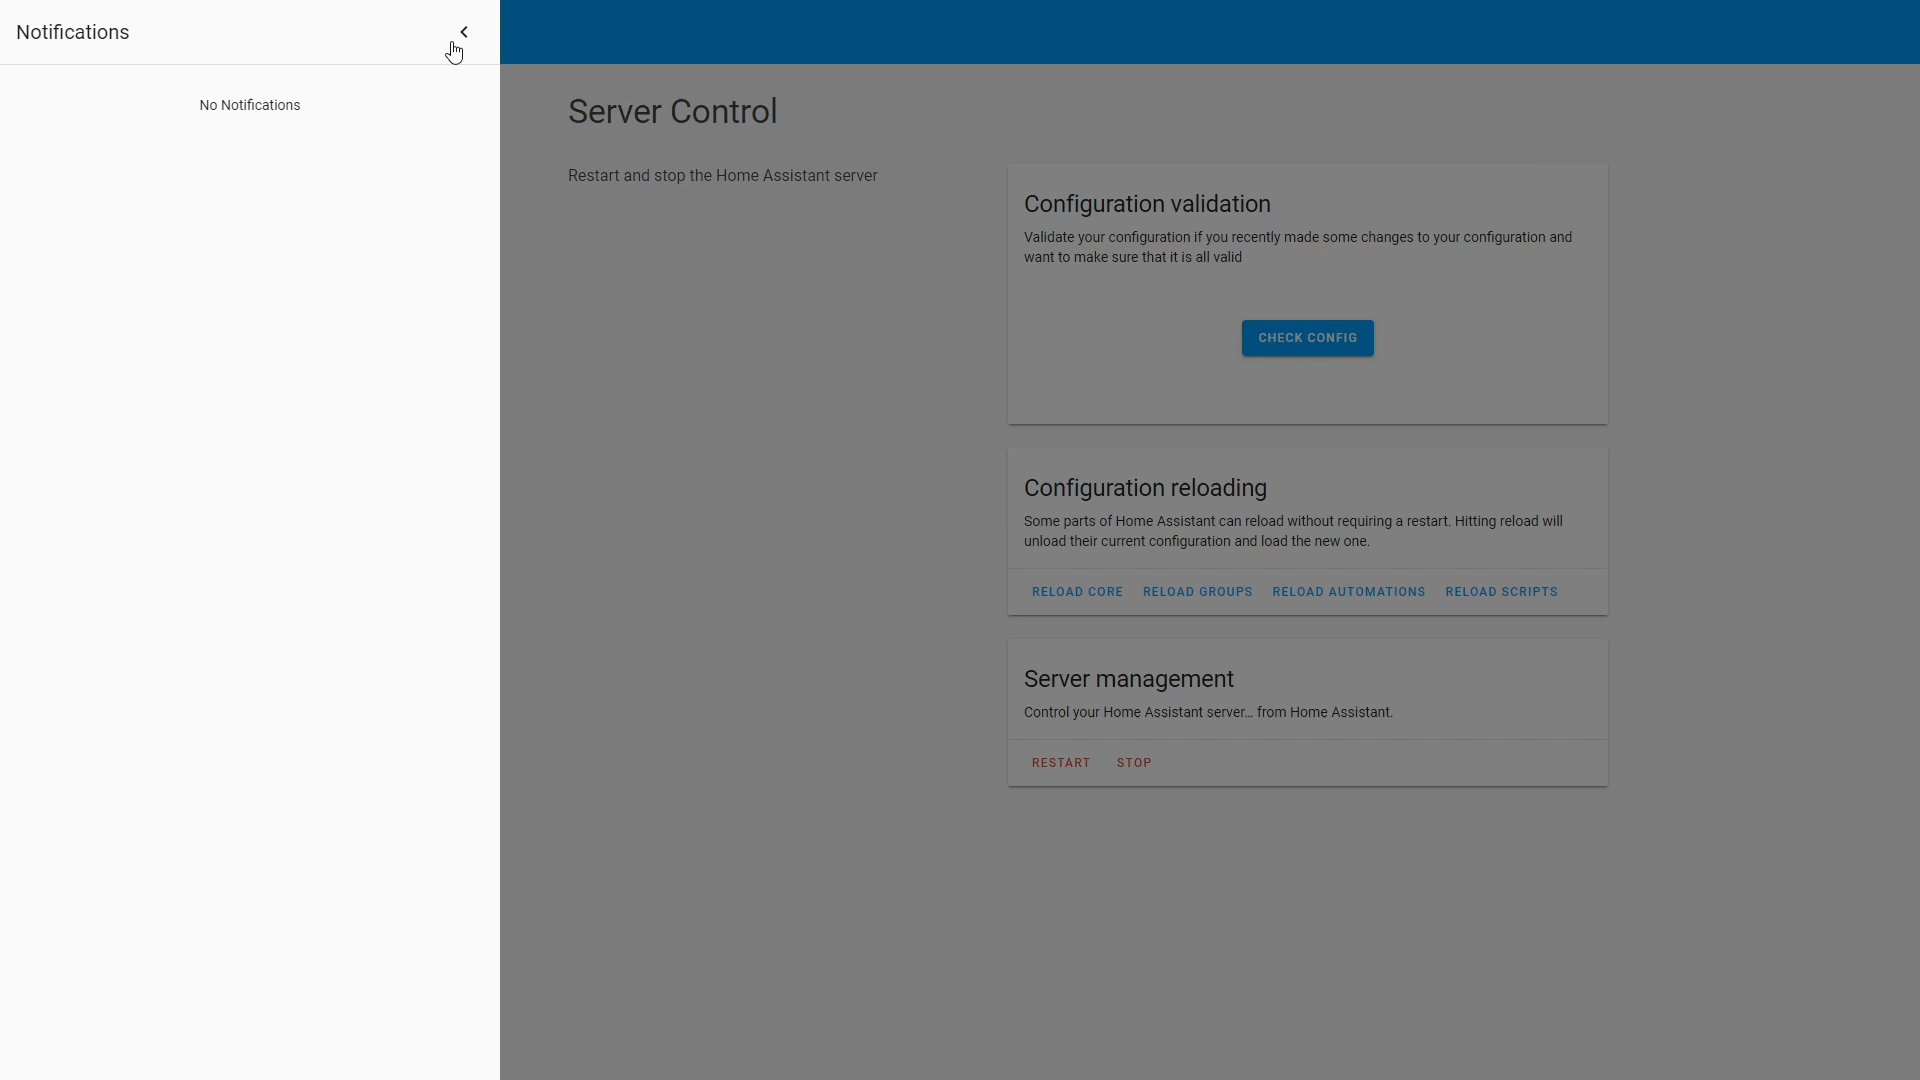 Notifications
No Notifications
Server Control
Restart and stop the Home Assistant server
Configuration validation
Validate your configuration if you recently made some changes to your configuration and
want to make sure that it is all valid
CHECK CONFIG
Configuration reloading
Some parts of Home Assistant can reload without requiring a restart. Hitting reload will
unload their current configuration and load the new one.
RELOAD CORE RELOAD GROUPS RELOAD AUTOMATIONS RELOAD SCRIPTS
Server management
Control your Home Assistant server… from Home Assistant.
RESTART STOP